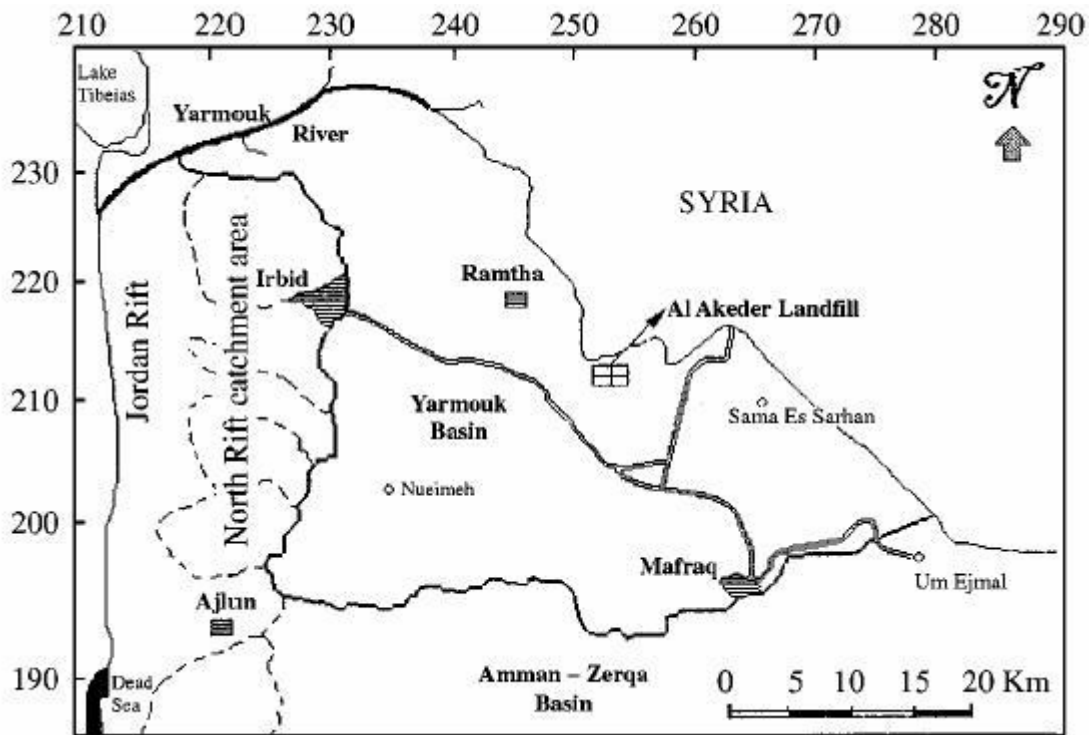 210 220 230 240 250 260 270 280 290
Lake
Tibeias
Yarmouk
River
N
230
SYRIA
220
Irbid
Ramtha
Al Akeder Landfill
Jordan Rift
North Rift catchment area
210
Yarmouk
Basin
Sama Es Sarhan
Nueimeh
200
Mafraq
Um Ejmal
Ajlun
190
Dead
Sea
Amman – Zerqa
Basin
0 5 10 15 20 Km